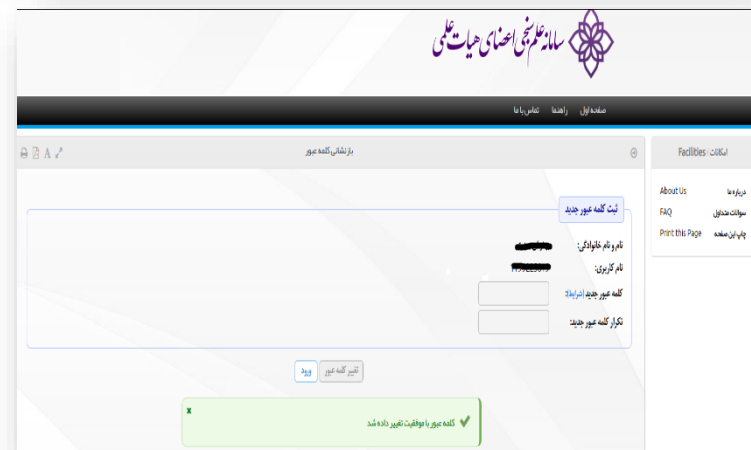 سامانه علم‌سنجی اعضای هیات علمی
صفحه اول راهنما تماس با ما
امکانات / Facilities
درباره ما About Us
سوالات متداول FAQ
چاپ این صفحه Print this Page
بازنشانی کلمه عبور
ثبت کلمه عبور جدید
نام و نام خانوادگی:
نام کاربری:
کلمه عبور جدید (شرایط):
تکرار کلمه عبور جدید:
تغییر کلمه عبور ورود
کلمه عبور با موفقیت تغییر داده شد
x